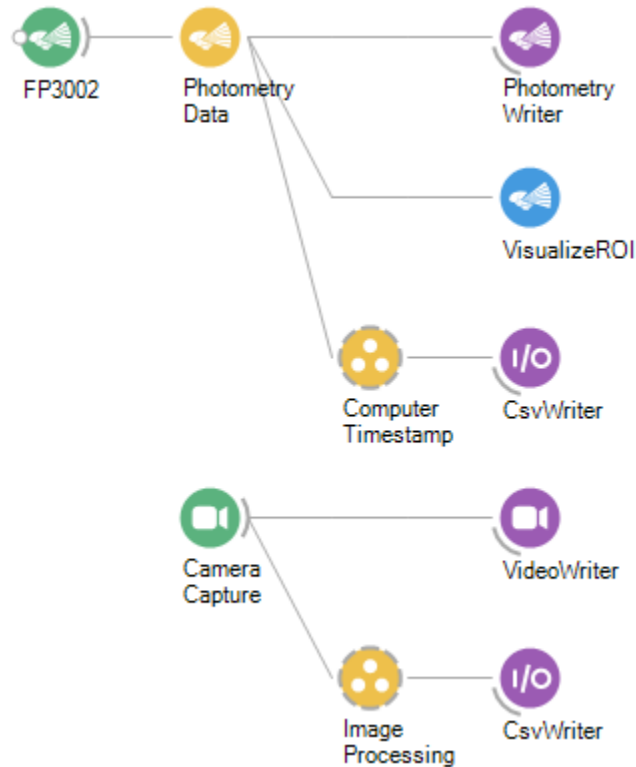 FP3002
Photometry
Data
Photometry
Writer
VisualizeROI
Computer
Timestamp
I/O
CsvWriter
Camera
Capture
VideoWriter
Image
Processing
I/O
CsvWriter